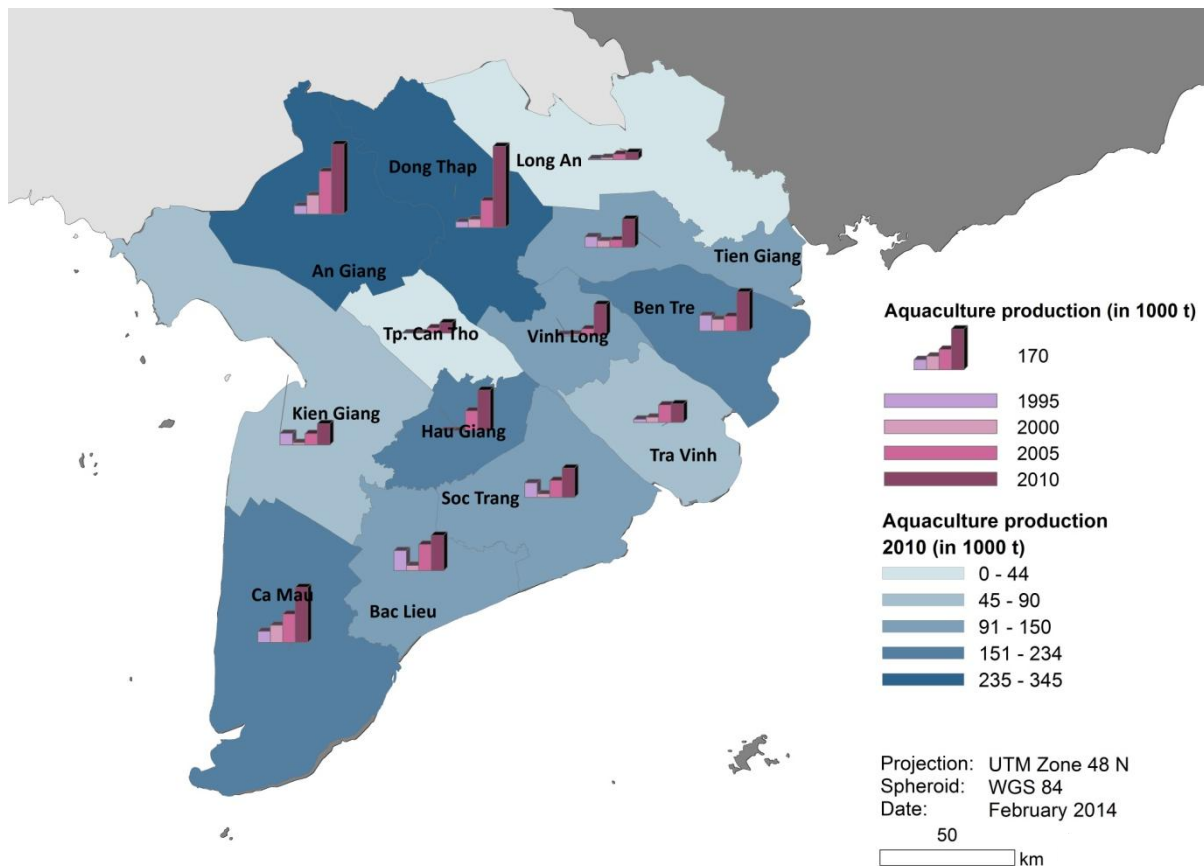 Dong Thap
Long An
An Giang
Tien Giang
Ben Tre
Tp. Can Tho
Vinh Long
Kien Giang
Hau Giang
Tra Vinh
Soc Trang
Ca Mau
Bac Lieu
Aquaculture production (in 1000 t)
170
1995
2000
2005
2010
Aquaculture production
2010 (in 1000 t)
0 - 44
45 - 90
91 - 150
151 - 234
235 - 345
Projection: UTM Zone 48 N
Spheroid: WGS 84
Date: February 2014
50
km